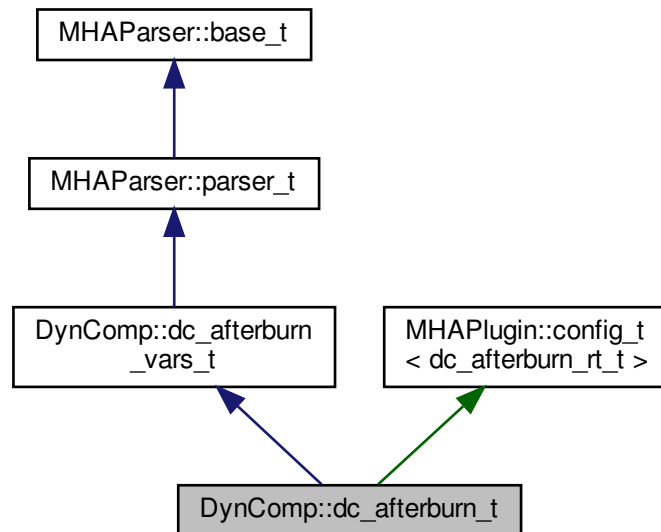 MHAParser::base_t
MHAParser::parser_t
DynComp::dc_afterburn
_vars_t
MHAPlugin::config_t
< dc_afterburn_rt_t >
DynComp::dc_afterburn_t